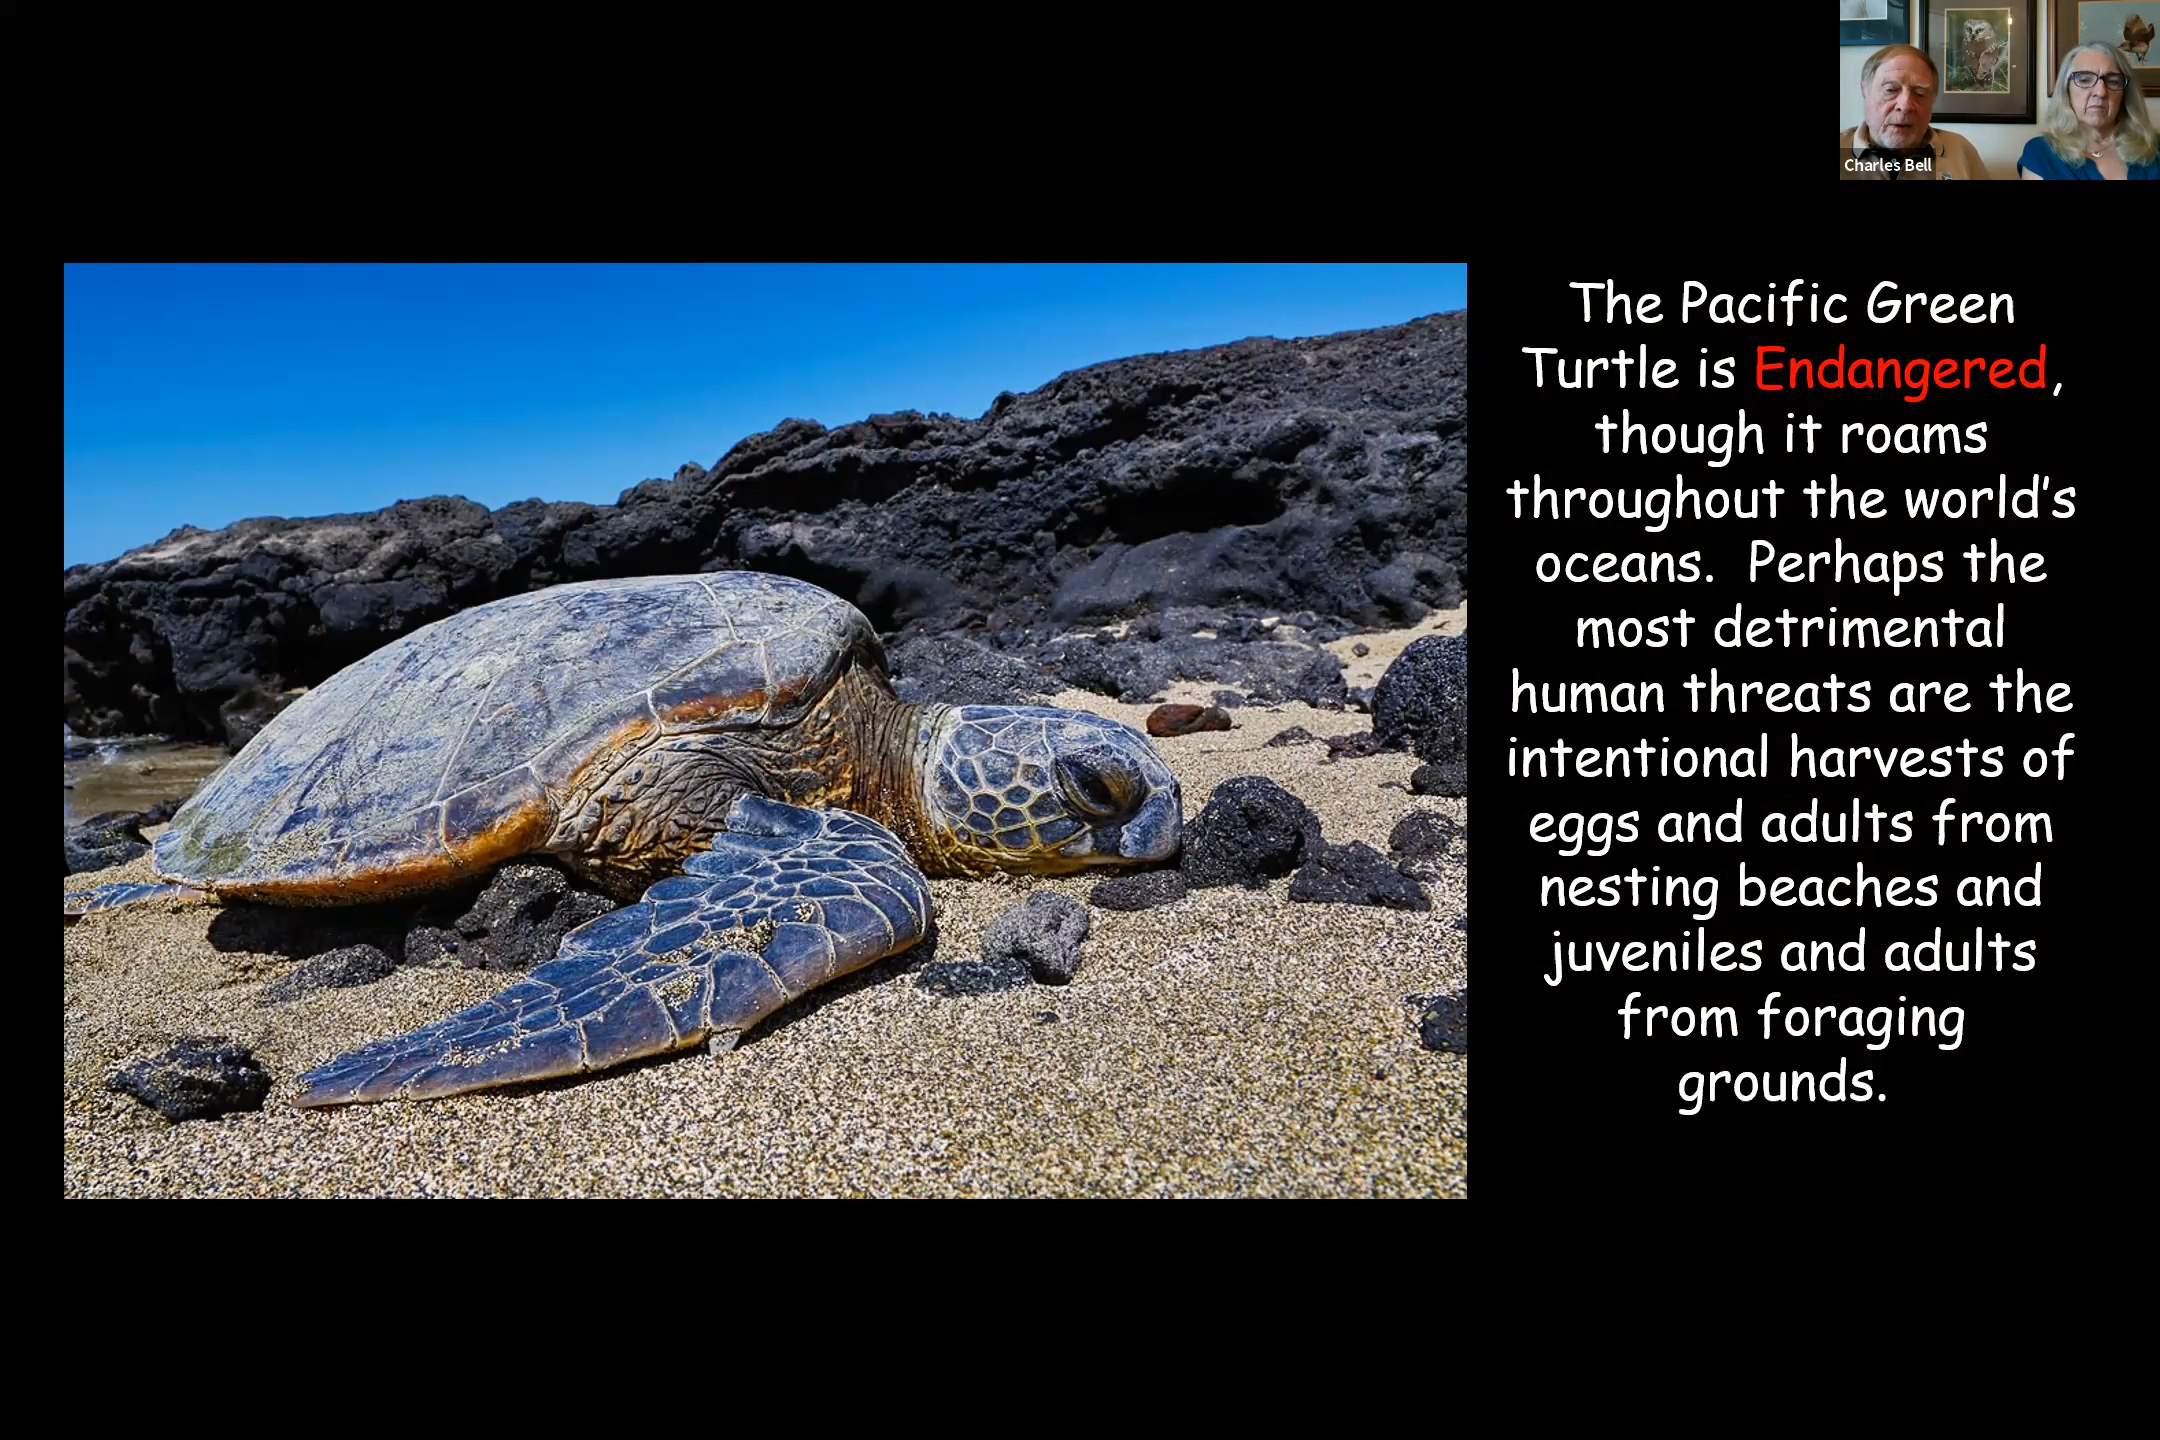 Charles Bell
The Pacific Green
Turtle is Endangered,
though it roams
throughout the world's
oceans.  Perhaps the
most detrimental
human threats are the
intentional harvests of
eggs and adults from
nesting beaches and
juveniles and adults
from foraging
grounds.